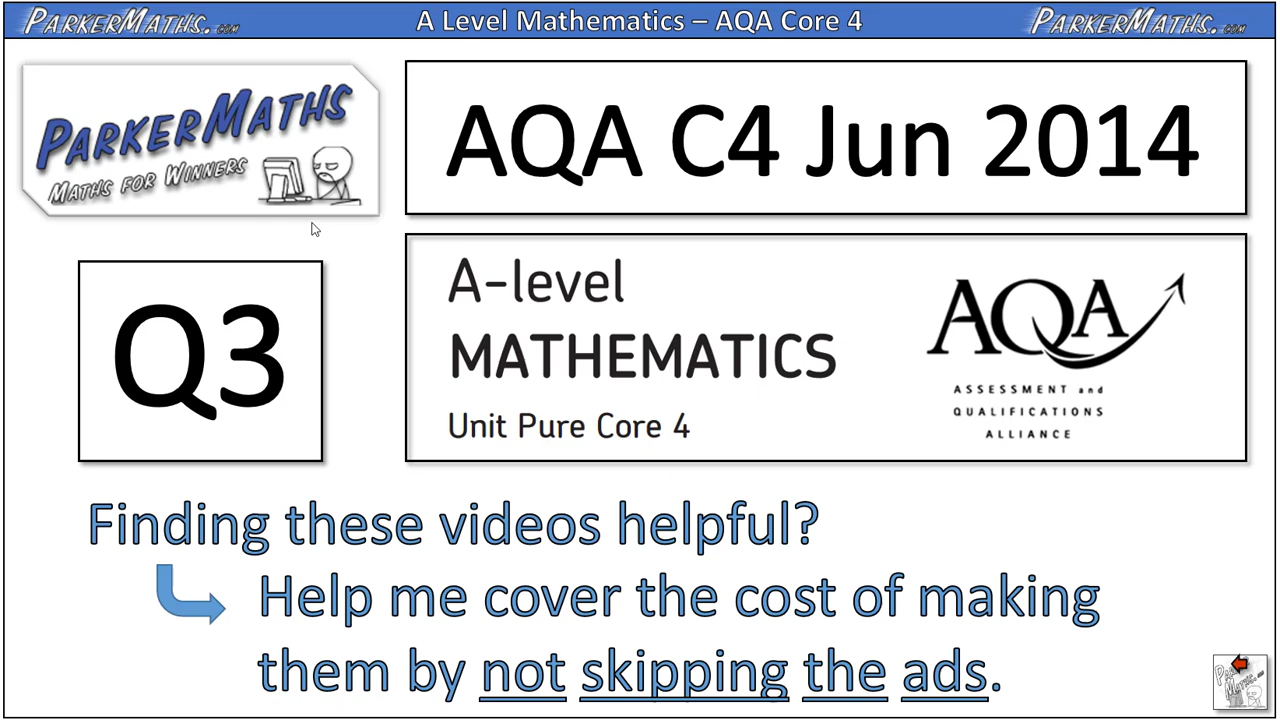 ParkerMaths.com
A Level Mathematics – AQA Core 4
ParkerMaths.com
ParkerMaths
Maths for Winners
AQA C4 Jun 2014
Q3
A-level
MATHEMATICS
Unit Pure Core 4
AQA
ASSESSMENT and
QUALIFICATIONS
ALLIANCE
Finding these videos helpful?
Help me cover the cost of making
them by not skipping the ads.